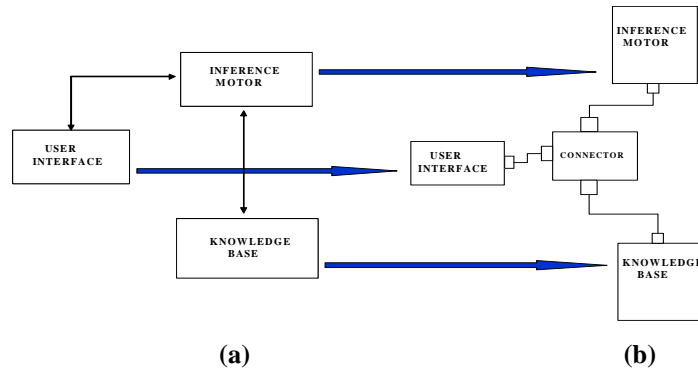 INFERENCE
MOTOR
USER
INTERFACE
KNOWLEDGE
BASE
(a)
INFERENCE
MOTOR
USER
INTERFACE
CONNECTOR
KNOWLEDGE
BASE
(b)